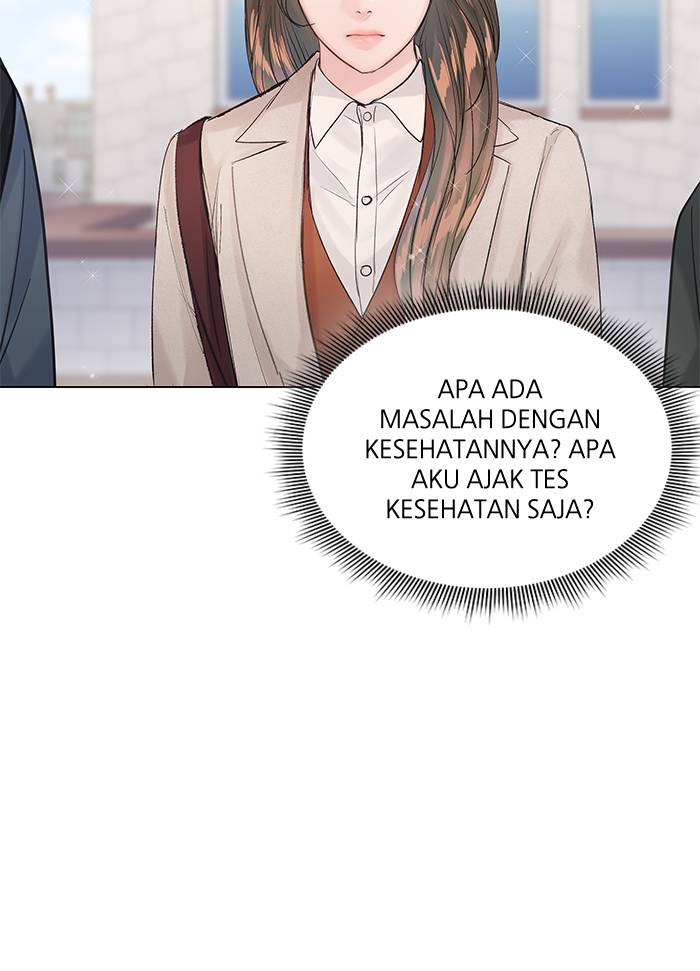 APA ADA
MASALAH DENGAN
KESEHATANNYA? APA
AKU AJAK TES
KESEHATAN SAJA?